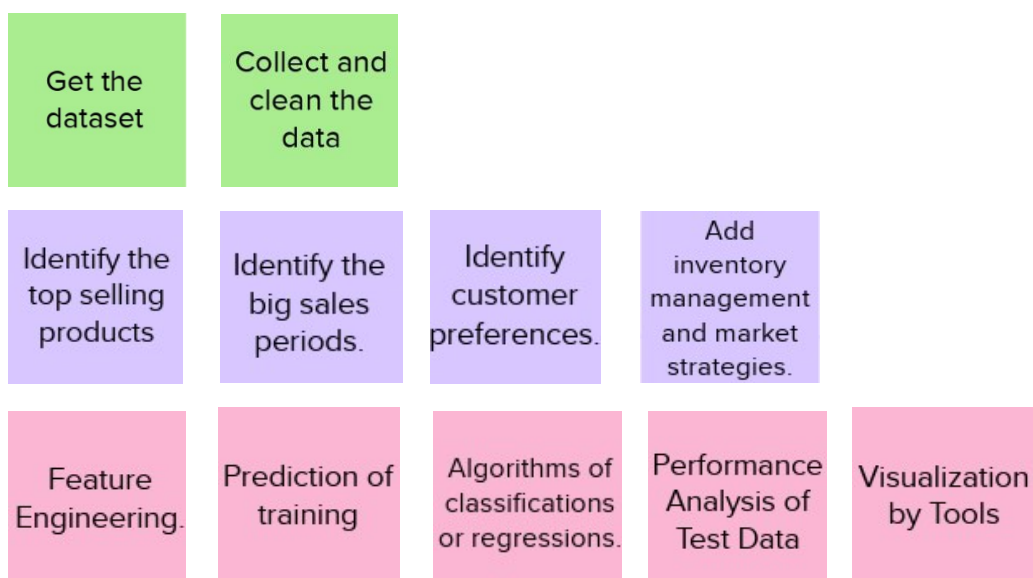 Get the
dataset
Collect and
clean the
data
Identify the
top selling
products
Identify the
big sales
periods.
Identify
customer
preferences.
Add
inventory
management
and market
strategies.
Feature
Engineering.
Prediction of
training
Algorithms of
classifications
or regressions.
Performance
Analysis of
Test Data
Visualization
by Tools